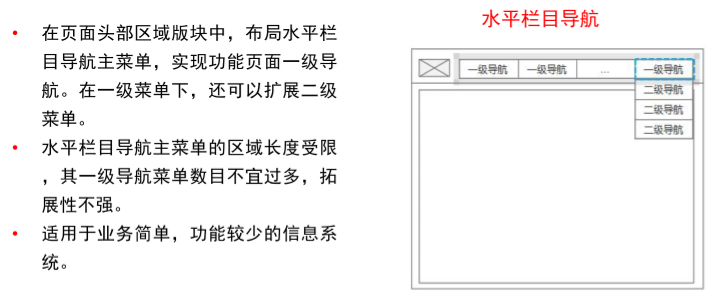 在页面头部区域版块中，布局水平栏
目导航主菜单，实现功能页面一级导
航。在一级菜单下，还可以扩展二级
菜单。
水平栏目导航主菜单的区域长度受限
，其一级导航菜单数目不宜过多，拓
展性不强。
适用于业务简单，功能较少的信息系
统。
水平栏目导航
一级导航 一级导航 ... 一级导航
二级导航
二级导航
二级导航